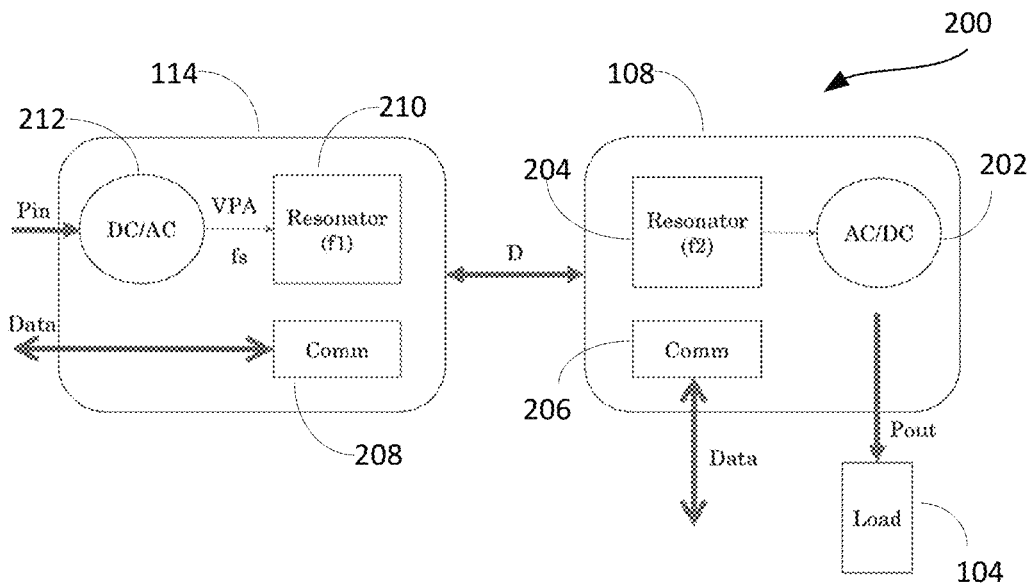 200
114
108
212
210
204
202
Pin
DC/AC
VPA
fs
Resonator
(f1)
D
Resonator
(f2)
AC/DC
Data
Comm
Comm
206
208
Data
Pout
Load
104